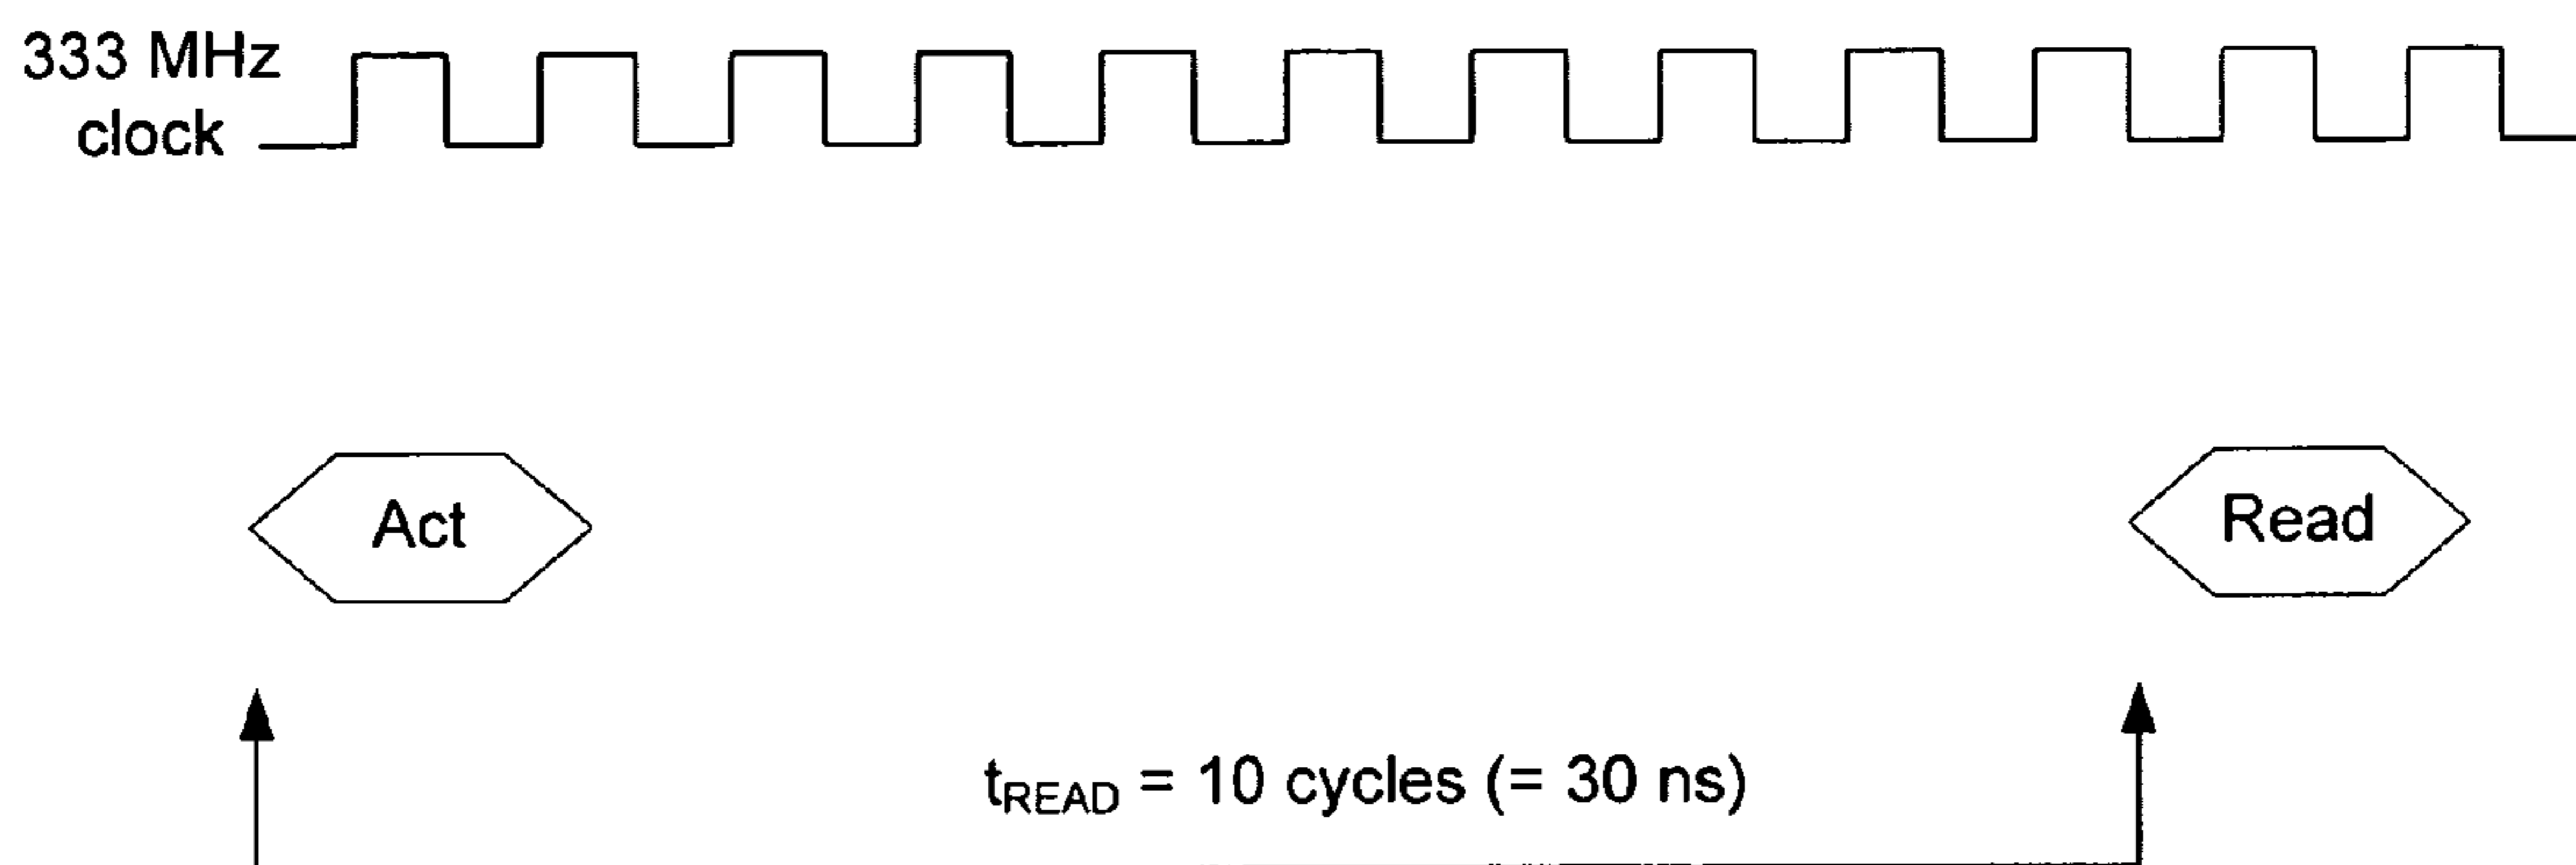 333 MHz
clock
Act
Read
tREAD = 10 cycles (= 30 ns)